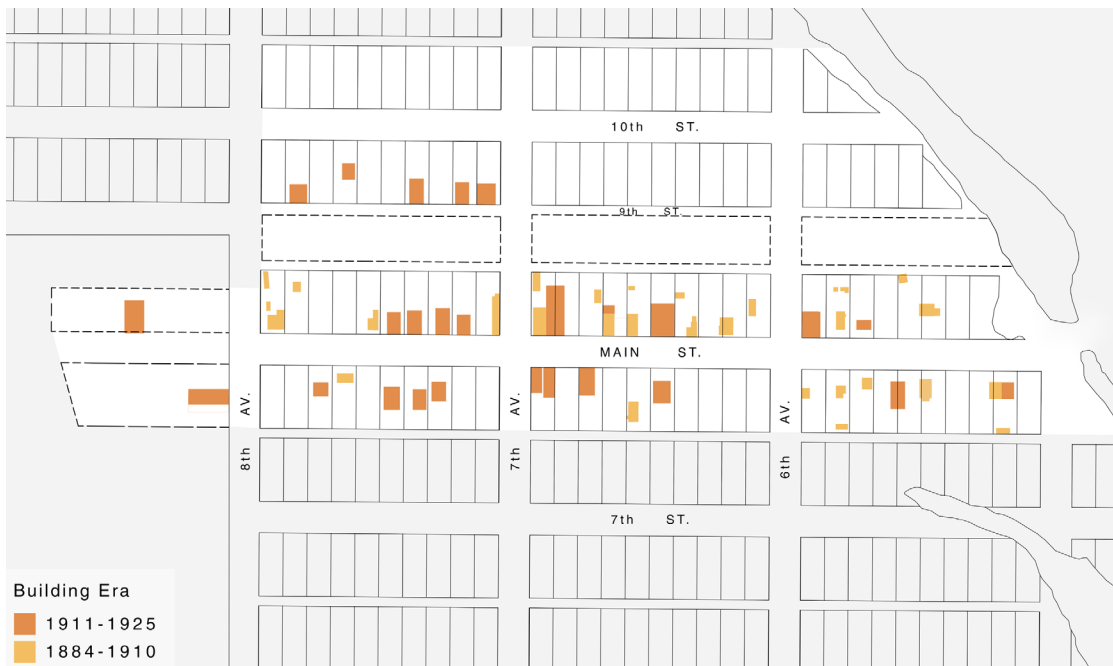 10th ST.
9th ST.
MAIN ST.
8th AV.
7th AV.
6th AV.
7th ST.
Building Era
1911-1925
1884-1910